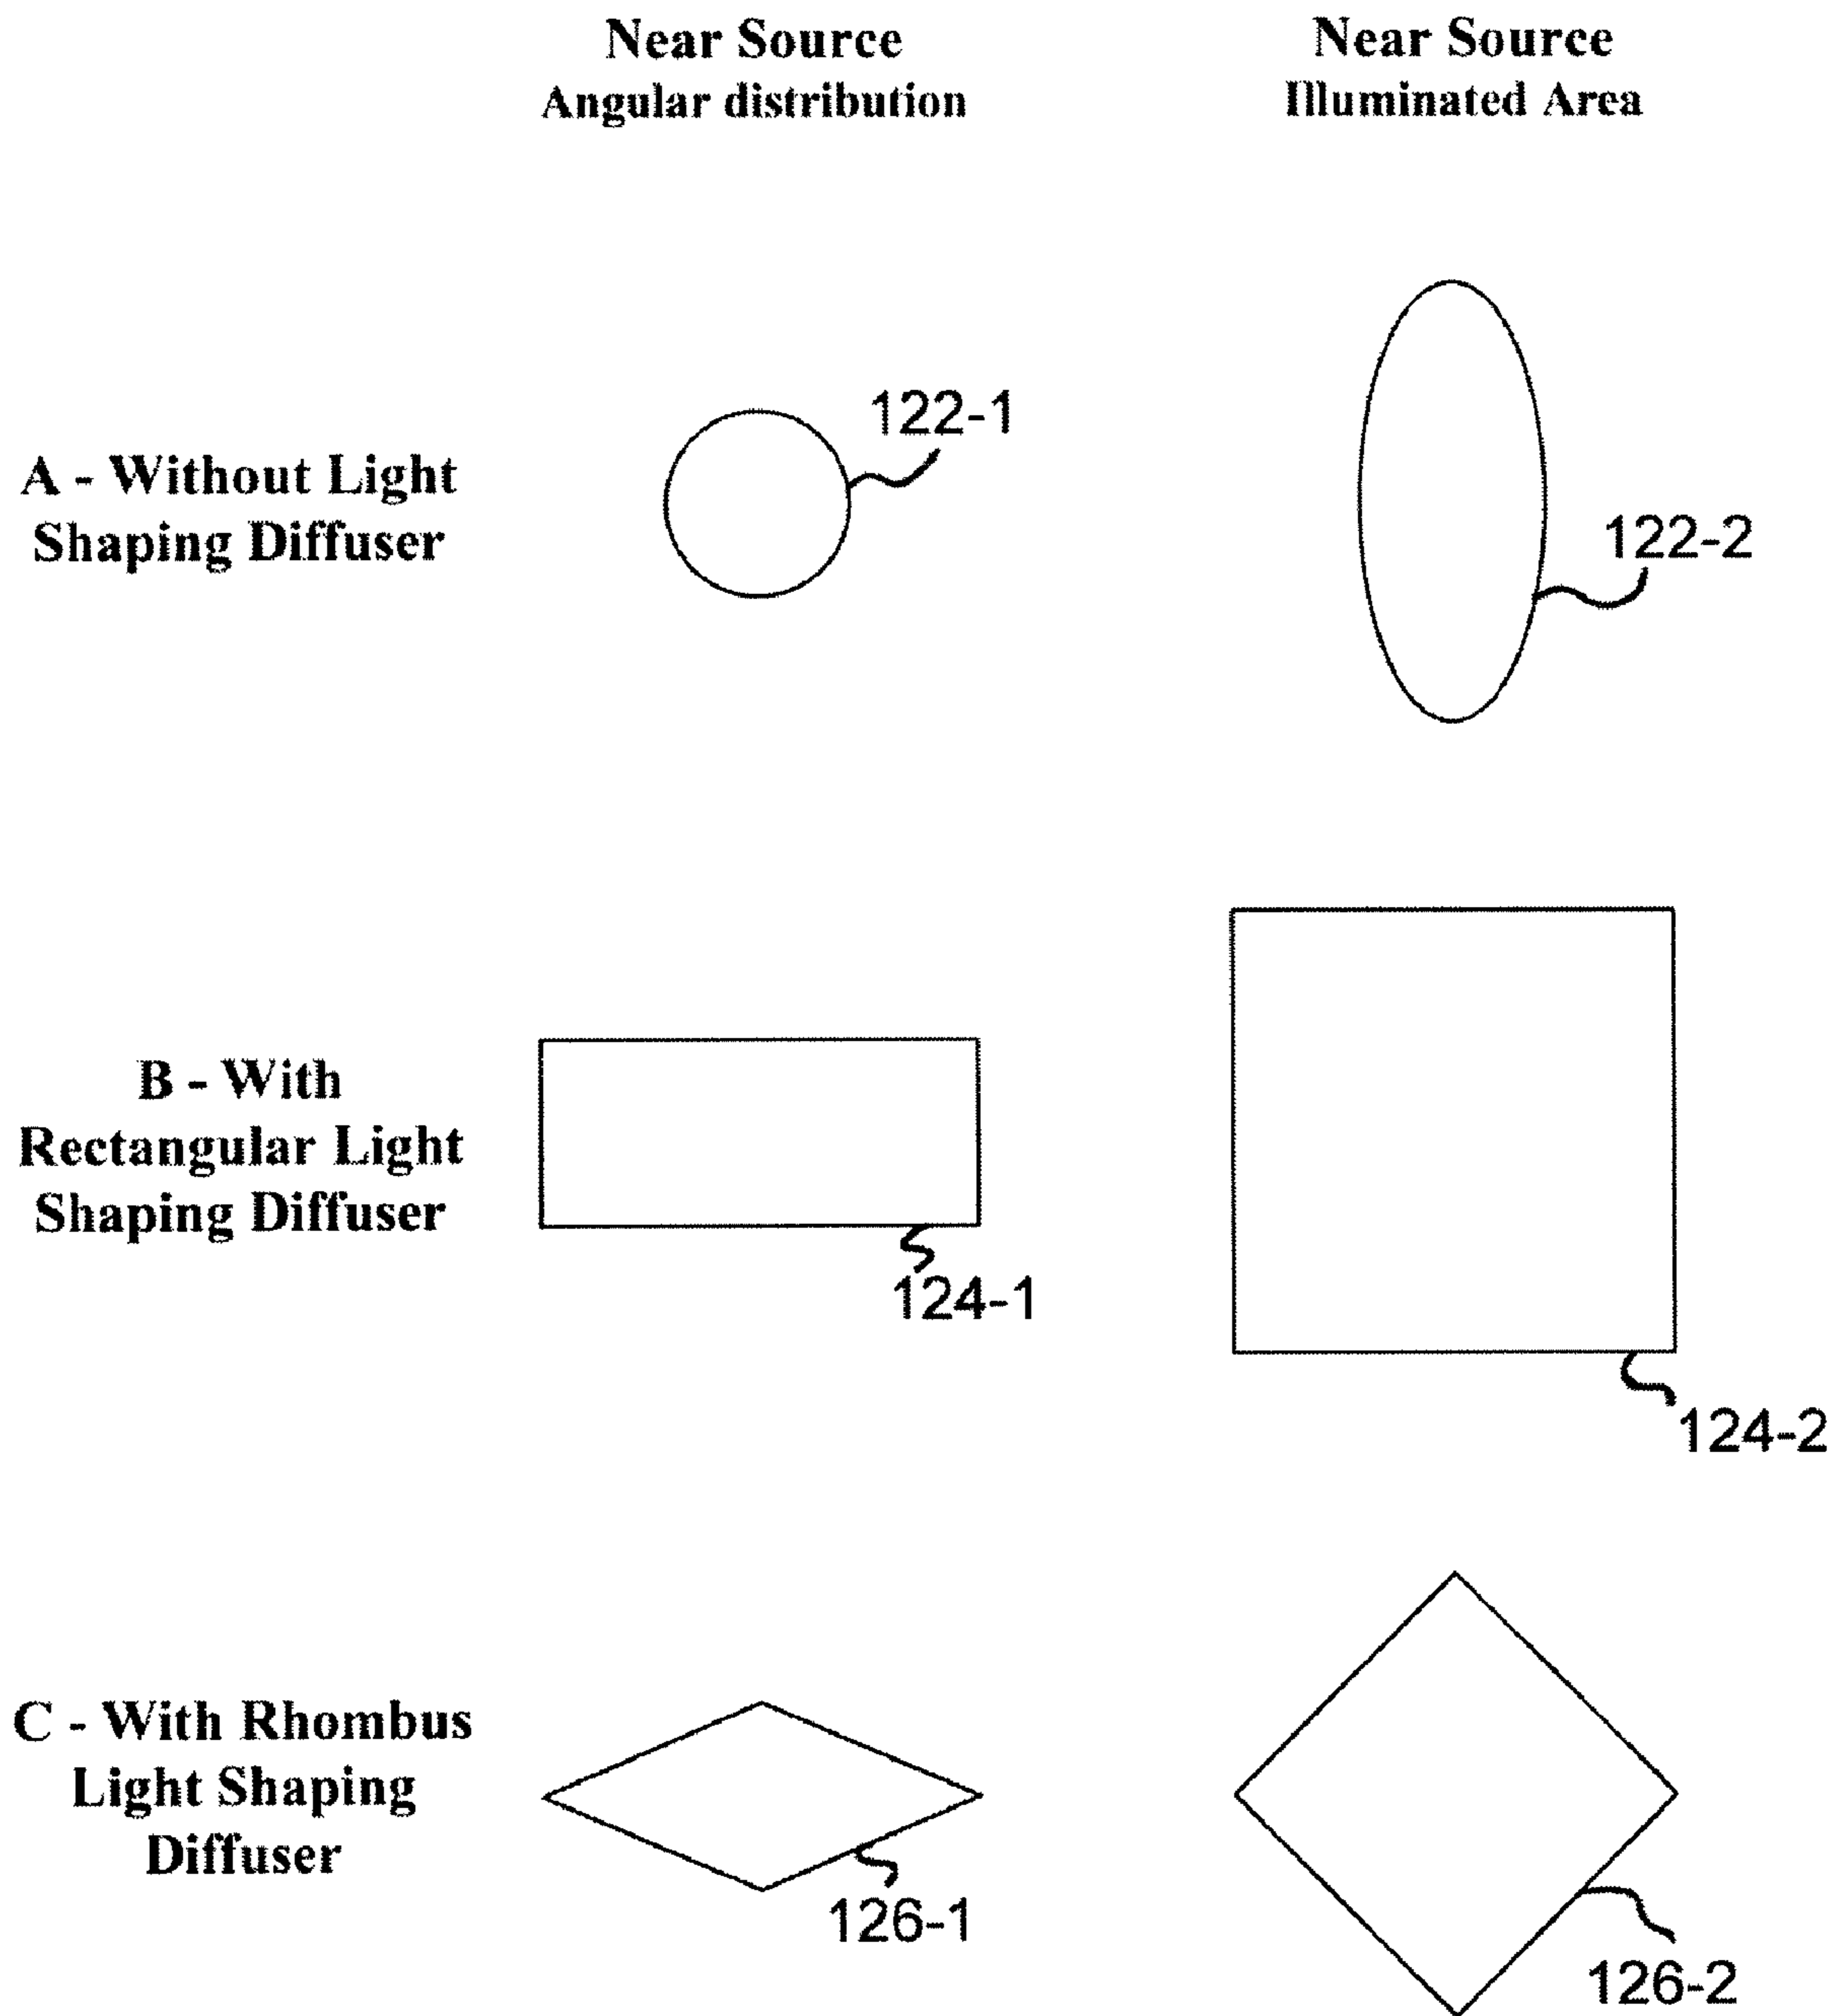 Near Source
Angular distribution
Near Source
Illuminated Area
A - Without Light
Shaping Diffuser
122-1
122-2
B - With
Rectangular Light
Shaping Diffuser
124-1
124-2
C - With Rhombus
Light Shaping
Diffuser
126-1
126-2